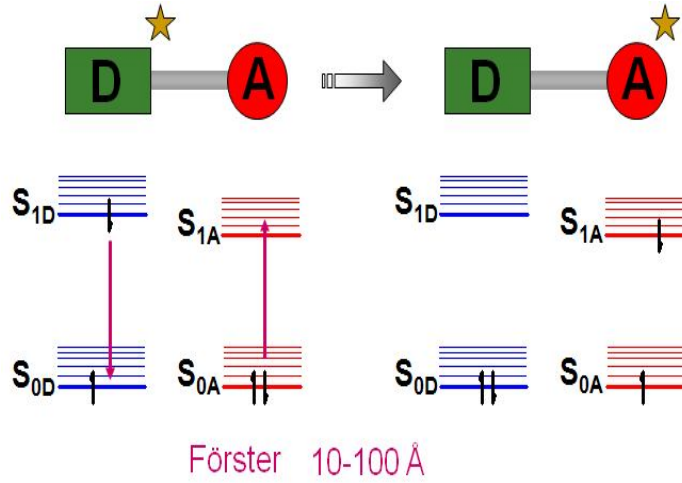 D A D A
S1D S1A S1D S1A
S0D S0A S0D S0A
Förster 10-100 Å